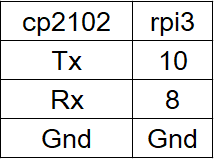 cp2102 rpi3
Tx 10
Rx 8
Gnd Gnd